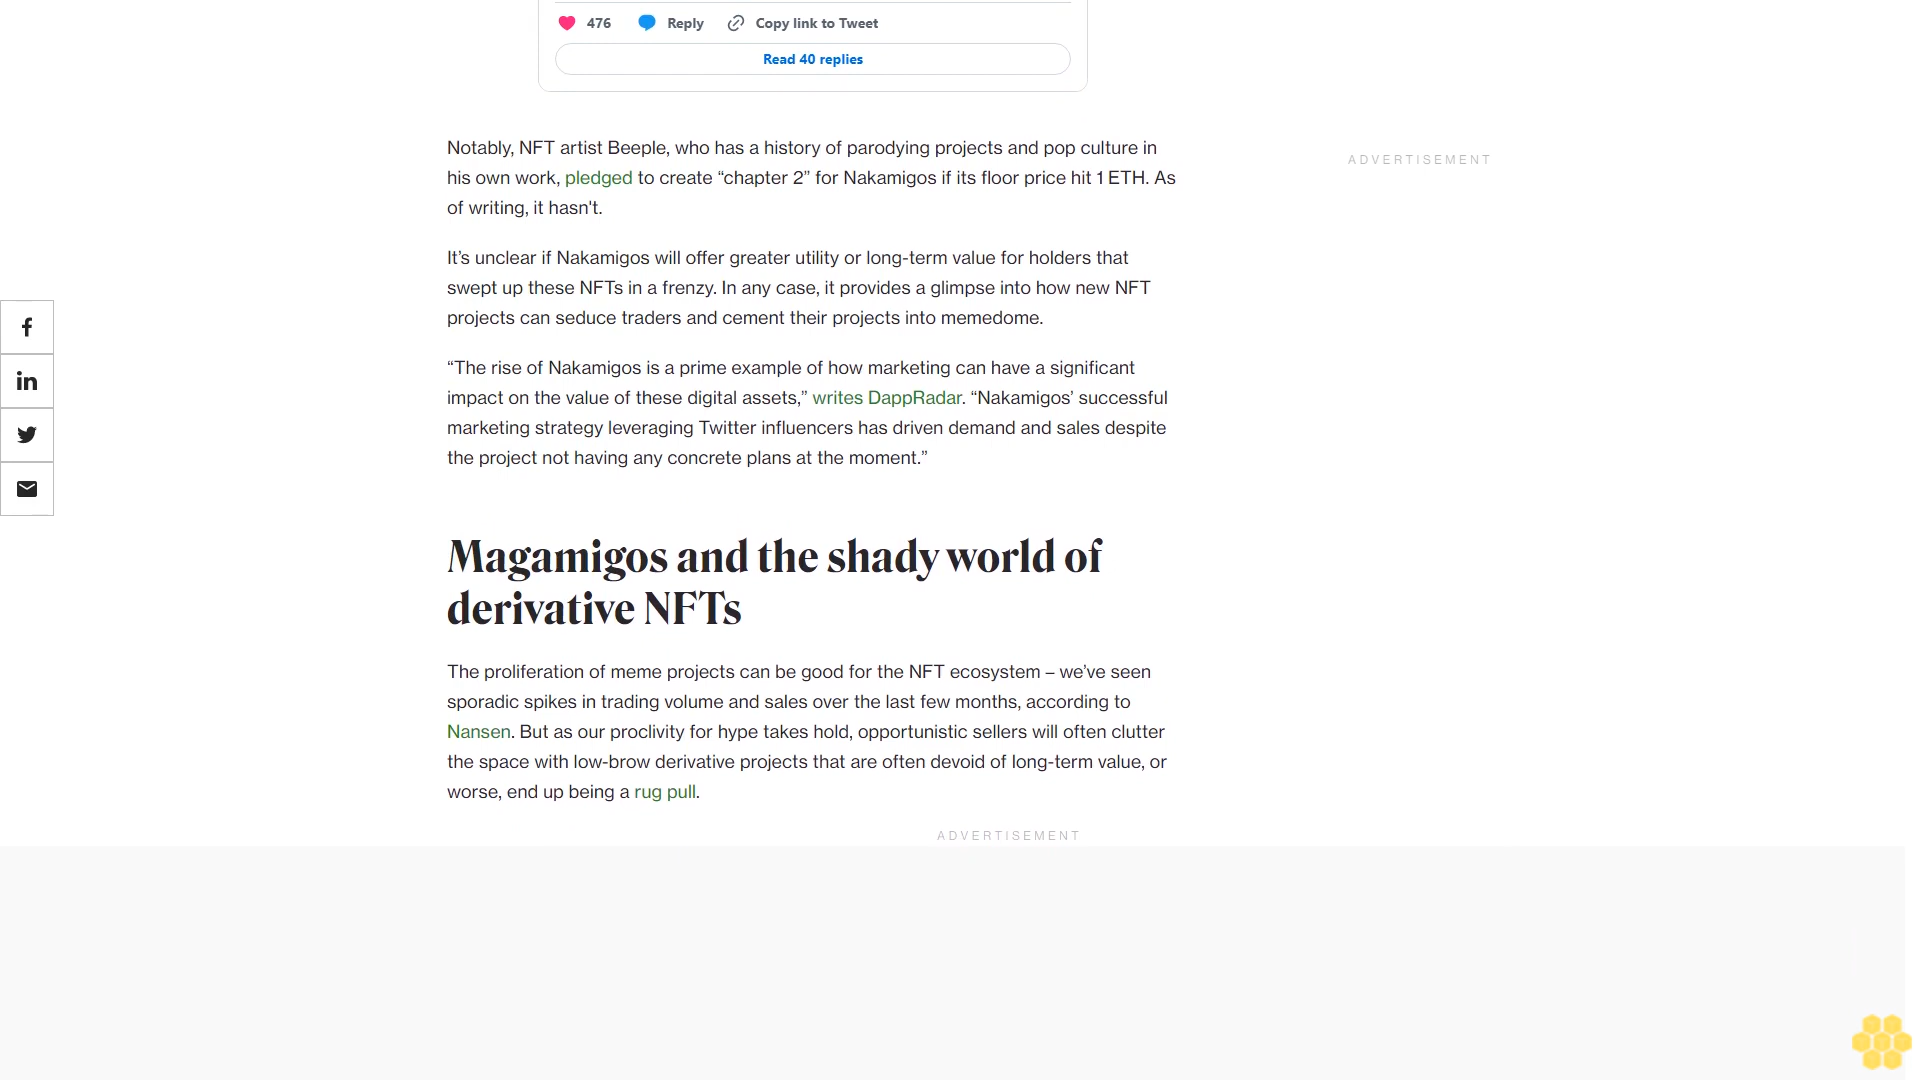 476 Reply Copy link to Tweet
Read 40 replies
Notably, NFT artist Beeple, who has a history of parodying projects and pop culture in
his own work, pledged to create “chapter 2” for Nakamigos if its floor price hit 1 ETH. As
of writing, it hasn't.
ADVERTISEMENT
It’s unclear if Nakamigos will offer greater utility or long-term value for holders that
swept up these NFTs in a frenzy. In any case, it provides a glimpse into how new NFT
projects can seduce traders and cement their projects into memedome.
“The rise of Nakamigos is a prime example of how marketing can have a significant
impact on the value of these digital assets,” writes DappRadar. “Nakamigos’ successful
marketing strategy leveraging Twitter influencers has driven demand and sales despite
the project not having any concrete plans at the moment.”
Magamigos and the shady world of
derivative NFTs
The proliferation of meme projects can be good for the NFT ecosystem – we’ve seen
sporadic spikes in trading volume and sales over the last few months, according to
Nansen. But as our proclivity for hype takes hold, opportunistic sellers will often clutter
the space with low-brow derivative projects that are often devoid of long-term value, or
worse, end up being a rug pull.
ADVERTISEMENT